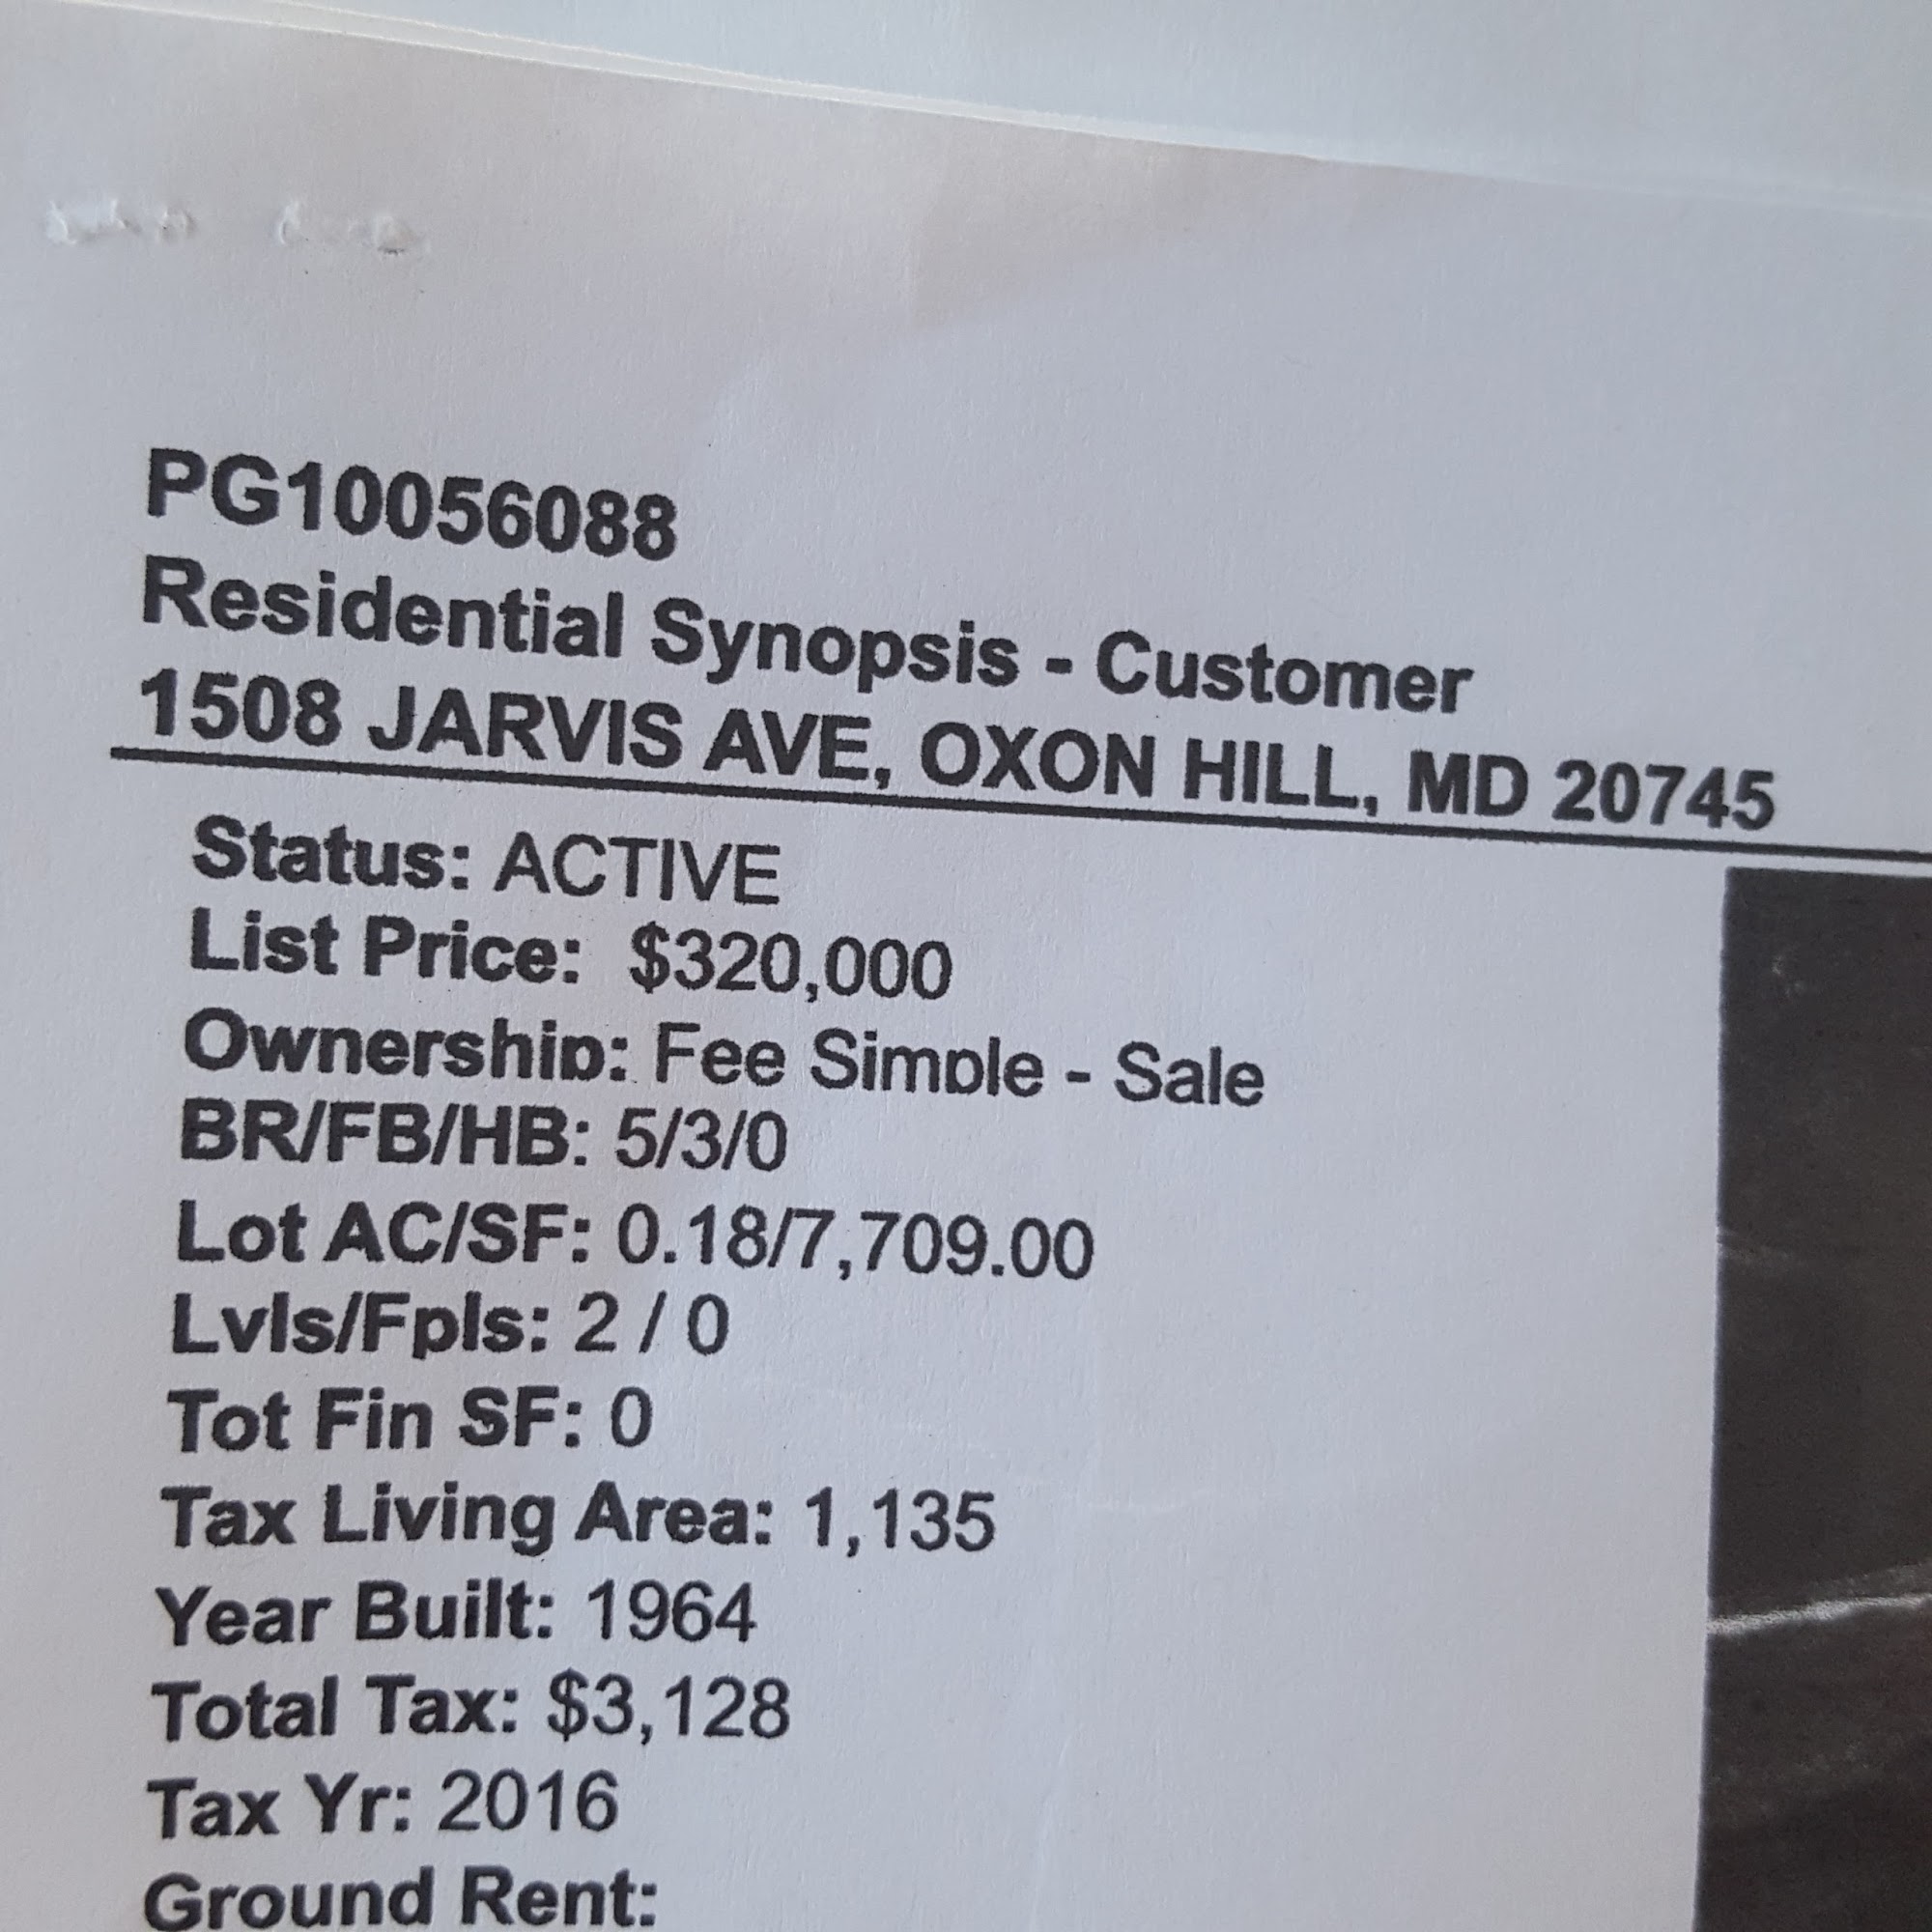 PG10056088
Residential Synopsis - Customer
1508 JARVIS AVE, OXON HILL, MD 20745
Status: ACTIVE
List Price: $320,000
Ownership: Fee Simple - Sale
BR/FB/HB: 5/3/0
Lot AC/SF: 0.18/7,709.00
Lvls/Fpls: 2 / 0
Tot Fin SF: 0
Tax Living Area: 1,135
Year Built: 1964
Total Tax: $3,128
Tax Yr: 2016
Ground Rent: